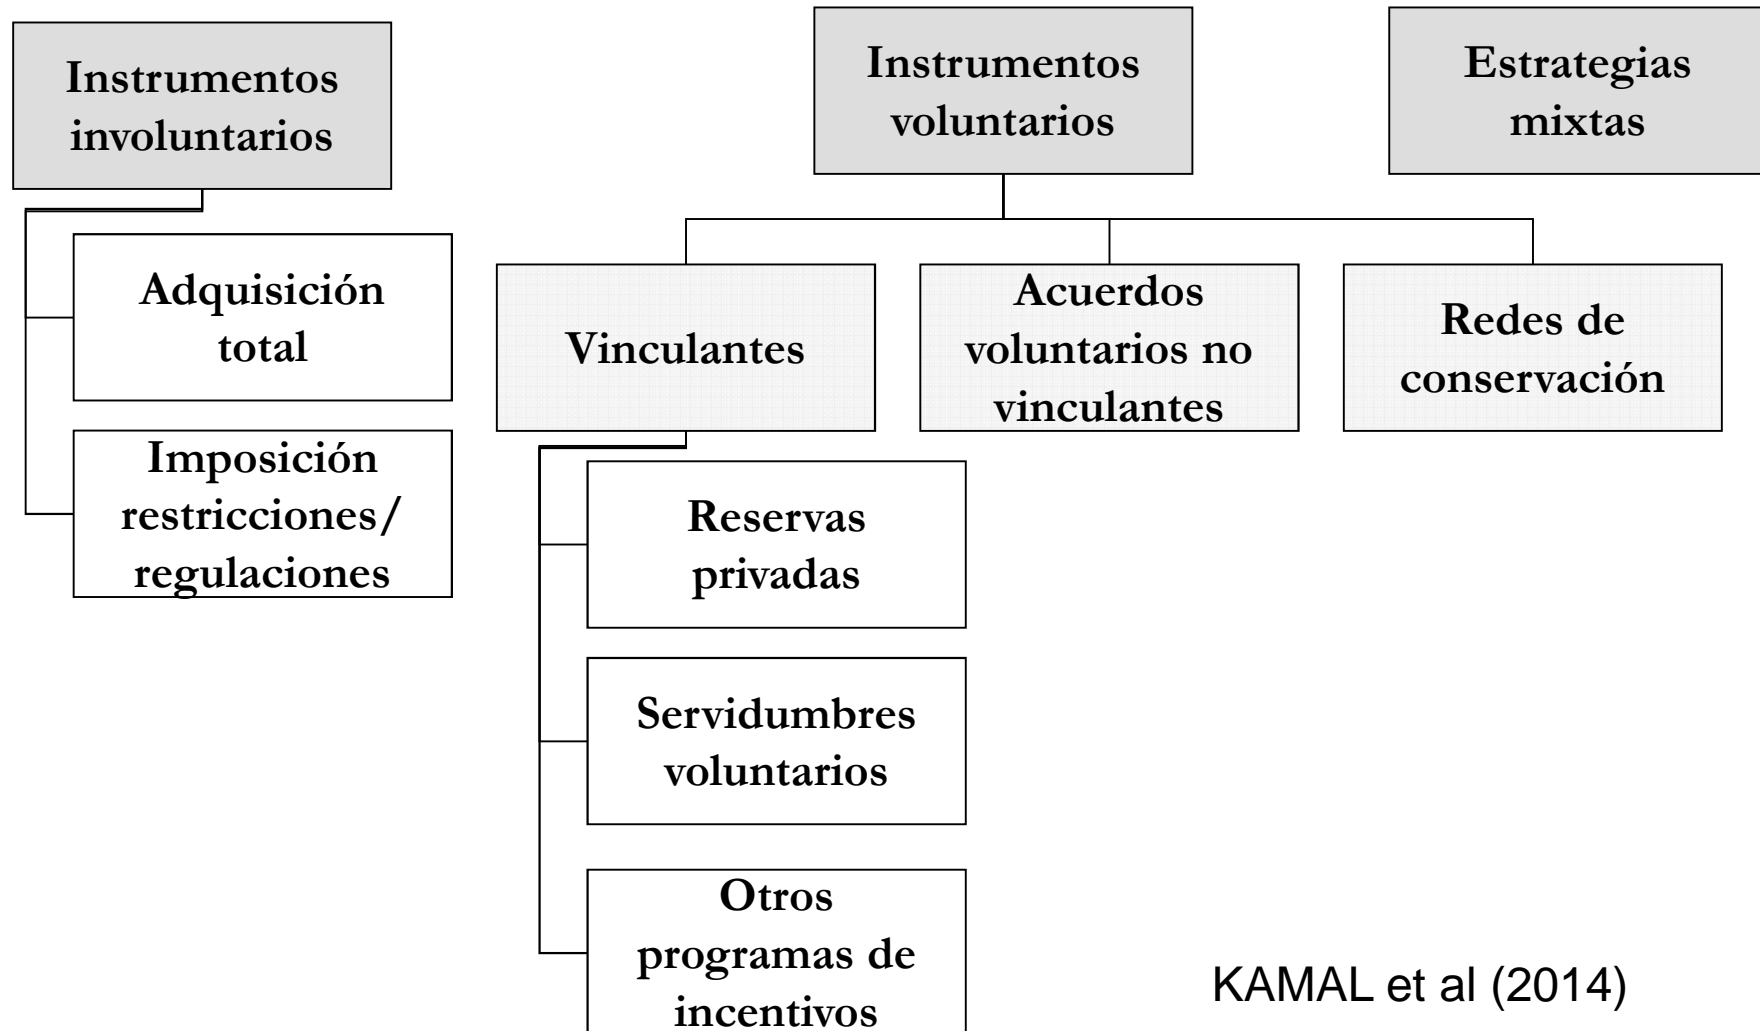 Instrumentos
involuntarios
Adquisición
total
Imposición
restricciones/
regulaciones
Instrumentos
voluntarios
Vinculantes
Reservas
privadas
Servidumbres
voluntarios
Otros
programas de
incentivos
Acuerdos
voluntarios no
vinculantes
Redes de
conservación
Estrategias
mixtas
KAMAL et al (2014)